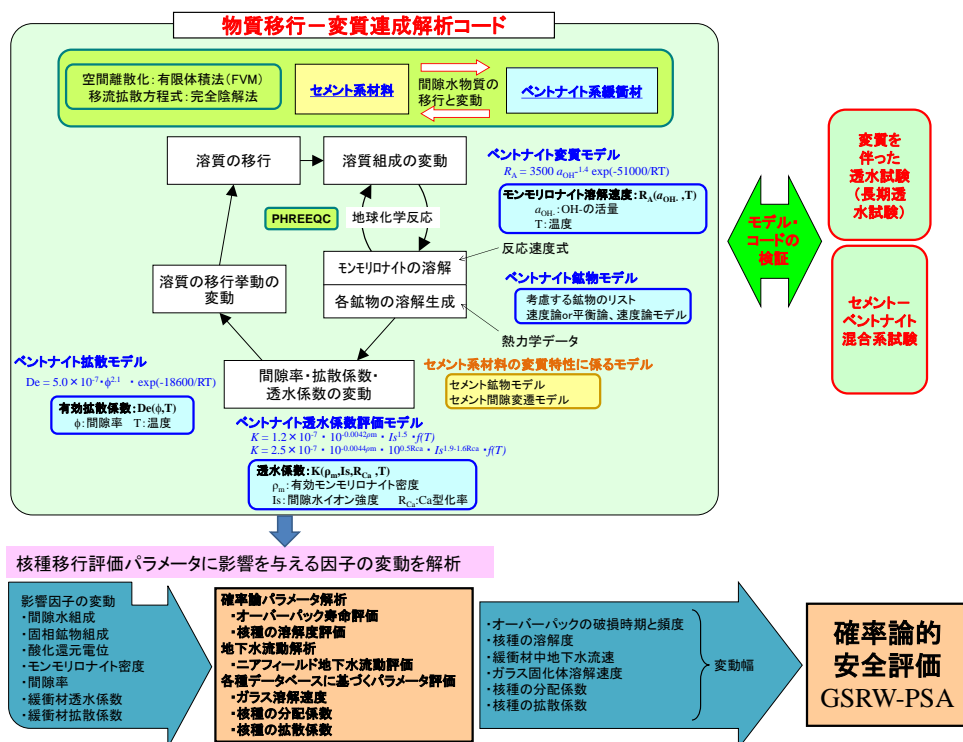 物質移行－変質連成解析コード
空間離散化：有限体積法（FVM）
移流拡散方程式：完全陰解法
セメント系材料
間隙水物質の
移行と変動
ベントナイト系緩衝材
溶質の移行
溶質組成の変動
PHREEQC
地球化学反応
溶質の移行挙動の
変動
モンモリロナイトの溶解
各鉱物の溶解生成
間隙率・拡散係数・
透水係数の変動
ベントナイト変質モデル
R_A = 3500 a_OH-^1.4 exp(-51000/RT)
モンモリロナイト溶解速度：R_A(a_OH- ,T)
a_OH-：OH-の活量
T：温度
反応速度式
ベントナイト鉱物モデル
考慮する鉱物のリスト
速度論or平衡論、速度論モデル
熱力学データ
セメント系材料の変質特性に係るモデル
セメント鉱物モデル
セメント間隙変遷モデル
ベントナイト拡散モデル
De = 5.0×10^-7・ϕ^2.1 ・exp(-18600/RT)
有効拡散係数：De(ϕ,T)
ϕ：間隙率　T：温度
ベントナイト透水係数評価モデル
K = 1.2×10^-7・10^-0.0042ρm・Is^1.5・f(T)
K = 2.5×10^-7・10^-0.0044ρm・10^0.5Rca・Is^1.9-1.6Rca・f(T)
透水係数：K(ρ_m,Is,R_Ca ,T)
ρ_m：有効モンモリロナイト密度
Is：間隙水イオン強度　R_Ca：Ca型化率
モデル・
コードの
検証
変質を
伴った
透水試験
（長期透
水試験）
セメントー
ベントナイト
混合系試験
核種移行評価パラメータに影響を与える因子の変動を解析
影響因子の変動
・間隙水組成
・固相鉱物組成
・酸化還元電位
・モンモリロナイト密度
・間隙率
・緩衝材透水係数
・緩衝材拡散係数
確率論パラメータ解析
・オーバーパック寿命評価
・核種の溶解度評価
地下水流動解析
・ニアフィールド地下水流動評価
各種データベースに基づくパラメータ評価
・ガラス溶解速度
・核種の分配係数
・核種の拡散係数
・オーバーパックの破損時期と頻度
・核種の溶解度
・緩衝材中地下水流速
・ガラス固化体溶解速度
・核種の分配係数
・核種の拡散係数
変動幅
確率論的
安全評価
GSRW-PSA